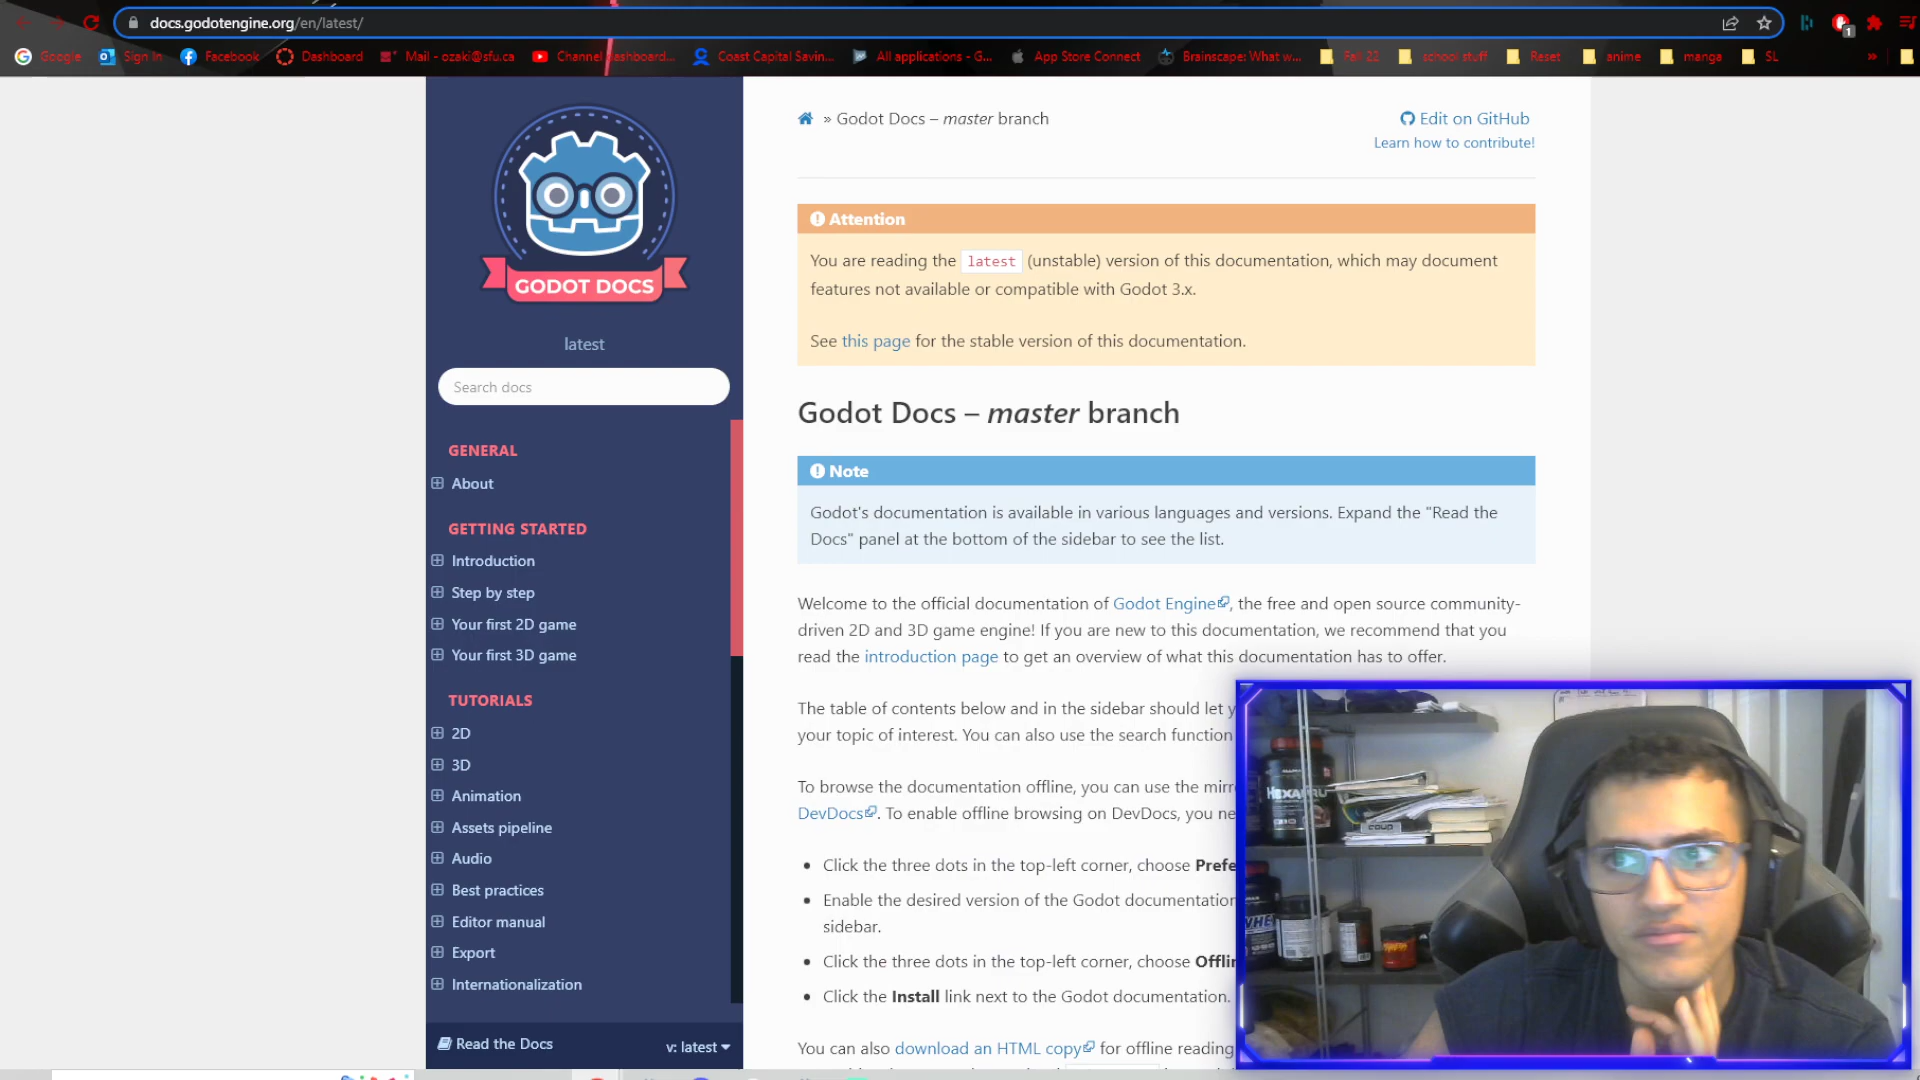 docs.godotengine.org/en/latest/
1
Google
Sign In
Facebook
Dashboard
Mail - ozaki@sfu.ca
Channel dashboard...
Coast Capital Savin...
All applications - G...
App Store Connect
Brainscape: What w...
Fall 22
school stuff
Reset
anime
manga
SL
»
GODOT DOCS
latest
Search docs
GENERAL
About
GETTING STARTED
Introduction
Step by step
Your first 2D game
Your first 3D game
TUTORIALS
2D
3D
Animation
Assets pipeline
Audio
Best practices
Editor manual
Export
Internationalization
Read the Docs
v: latest
» Godot Docs – master branch
Edit on GitHub
Learn how to contribute!
Attention
You are reading the latest (unstable) version of this documentation, which may document
features not available or compatible with Godot 3.x.
See this page for the stable version of this documentation.
Godot Docs – master branch
Note
Godot's documentation is available in various languages and versions. Expand the "Read the
Docs" panel at the bottom of the sidebar to see the list.
Welcome to the official documentation of Godot Engine, the free and open source community-
driven 2D and 3D game engine! If you are new to this documentation, we recommend that you
read the introduction page to get an overview of what this documentation has to offer.
The table of contents below and in the sidebar should let
your topic of interest. You can also use the search function
To browse the documentation offline, you can use the mirr
DevDocs. To enable offline browsing on DevDocs, you ne
Click the three dots in the top-left corner, choose Prefe
Enable the desired version of the Godot documentation
sidebar.
Click the three dots in the top-left corner, choose Offlin
Click the Install link next to the Godot documentation.
You can also download an HTML copy for offline reading
coup